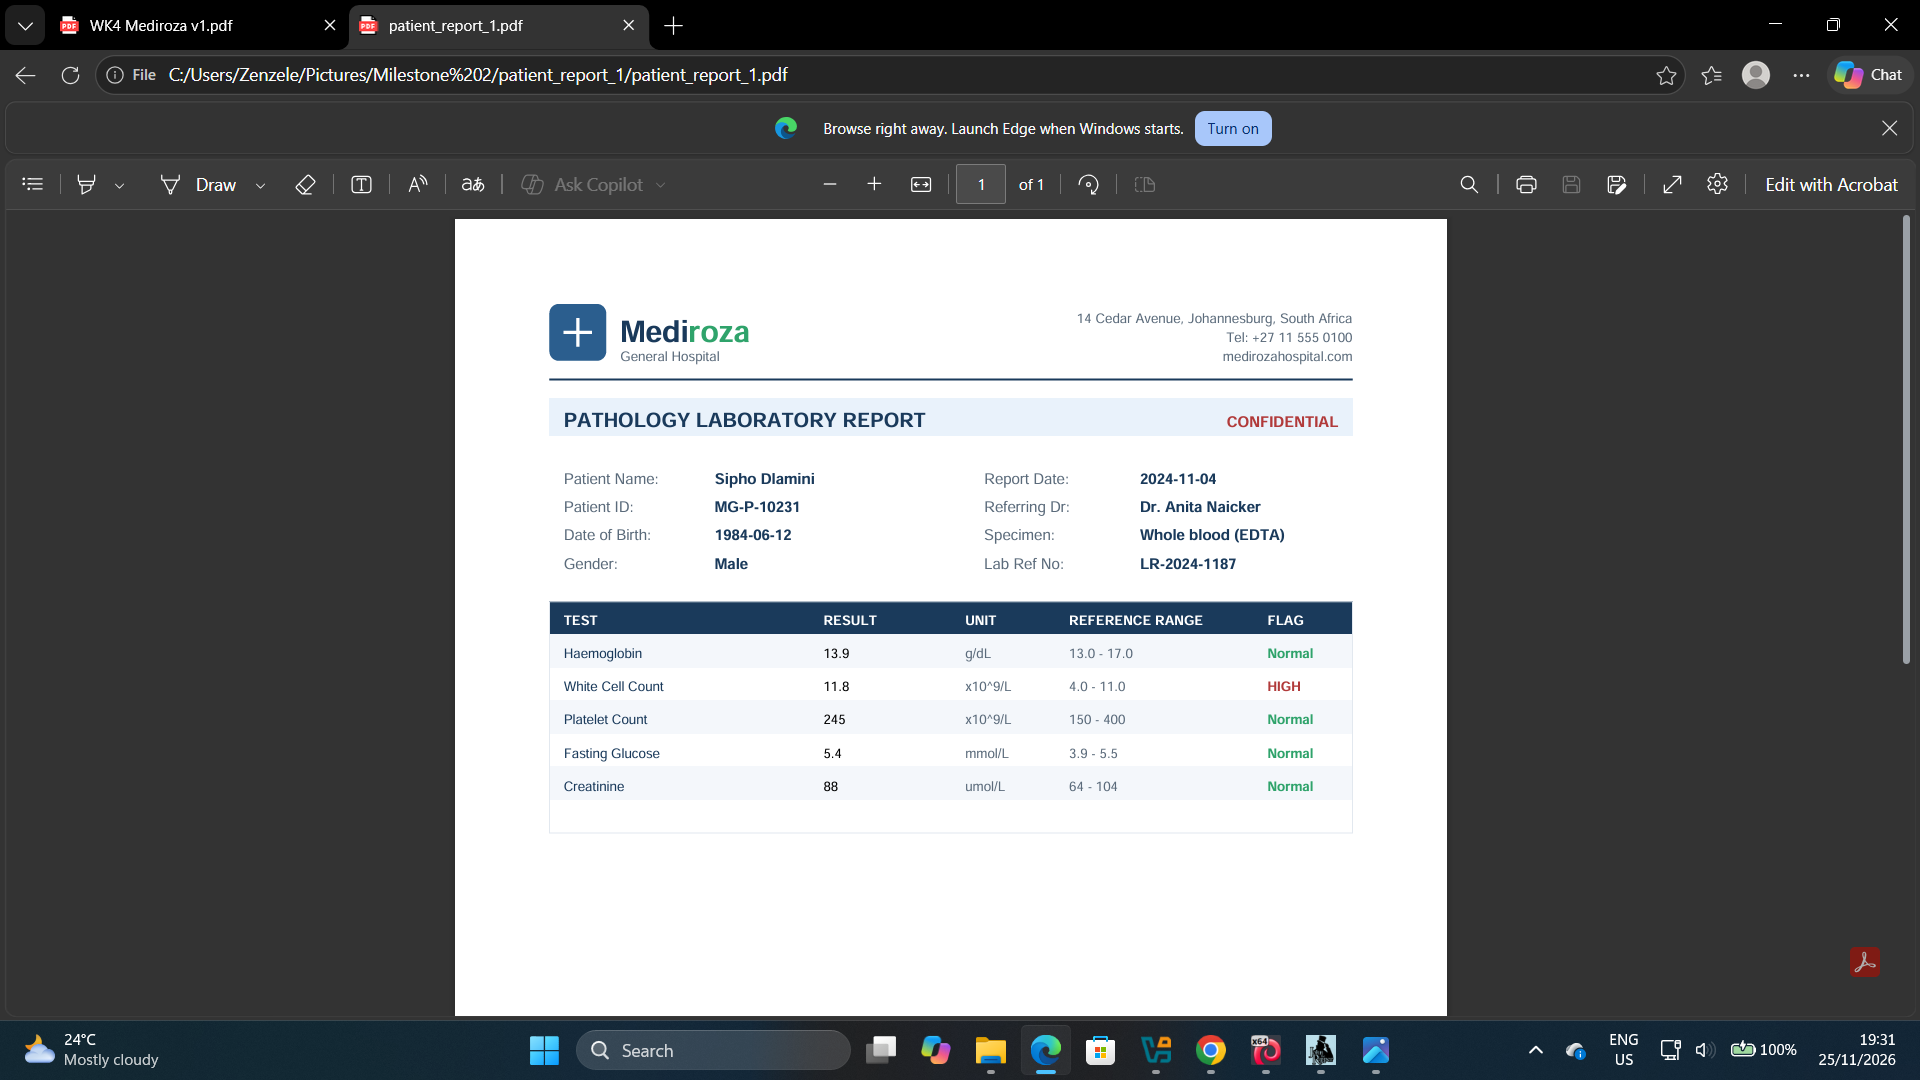 WK4 Mediroza v1.pdf
patient_report_1.pdf
File C:/Users/Zenzele/Pictures/Milestone%202/patient_report_1/patient_report_1.pdf
Chat
Browse right away. Launch Edge when Windows starts. Turn on
Draw
aあ
Ask Copilot
1 of 1
Edit with Acrobat
Mediroza
General Hospital
14 Cedar Avenue, Johannesburg, South Africa
Tel: +27 11 555 0100
medirozahospital.com
PATHOLOGY LABORATORY REPORT CONFIDENTIAL
Patient Name: Sipho Dlamini Report Date: 2024-11-04
Patient ID: MG-P-10231 Referring Dr: Dr. Anita Naicker
Date of Birth: 1984-06-12 Specimen: Whole blood (EDTA)
Gender: Male Lab Ref No: LR-2024-1187
TEST RESULT UNIT REFERENCE RANGE FLAG
Haemoglobin 13.9 g/dL 13.0 - 17.0 Normal
White Cell Count 11.8 x10^9/L 4.0 - 11.0 HIGH
Platelet Count 245 x10^9/L 150 - 400 Normal
Fasting Glucose 5.4 mmol/L 3.9 - 5.5 Normal
Creatinine 88 umol/L 64 - 104 Normal
24°C
Mostly cloudy
Search
x64
ENG
US
100%
19:31
25/11/2026